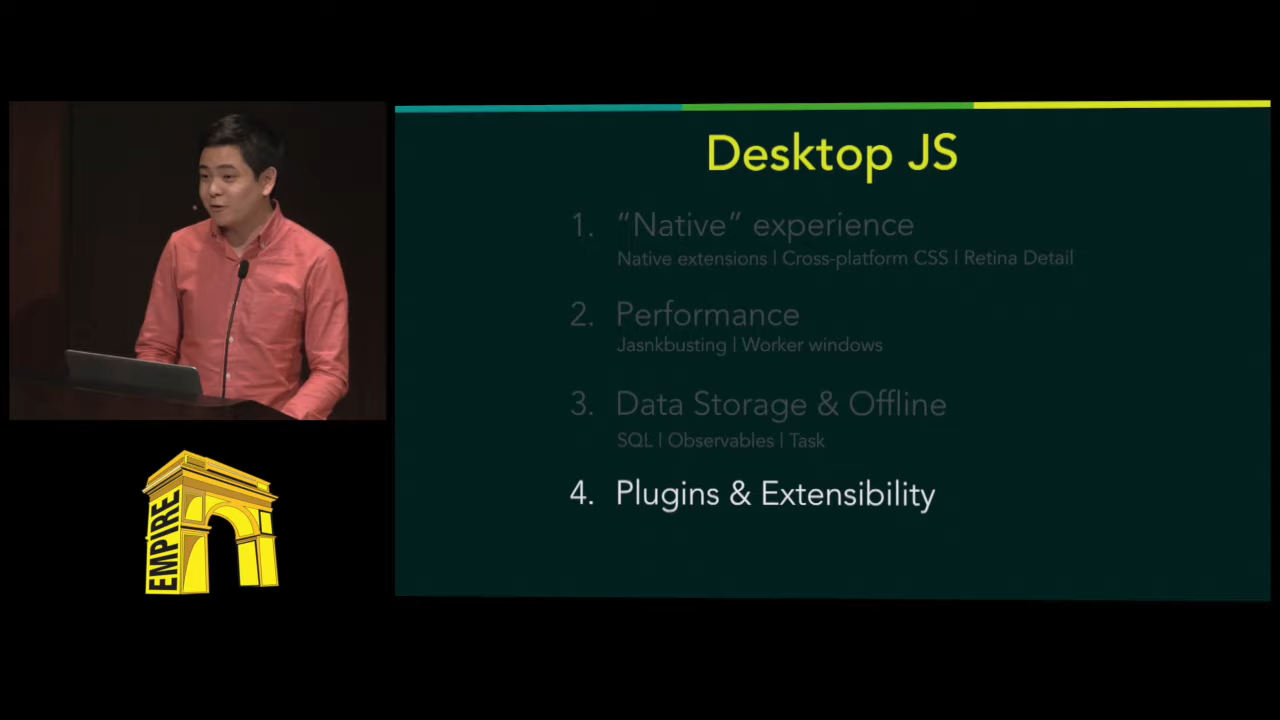 Desktop JS
1. “Native” experience
Native extensions | Cross-platform CSS | Retina Detail
2. Performance
Jasnkbusting | Worker windows
3. Data Storage & Offline
SQL | Observables | Task
4. Plugins & Extensibility
EMPIRE